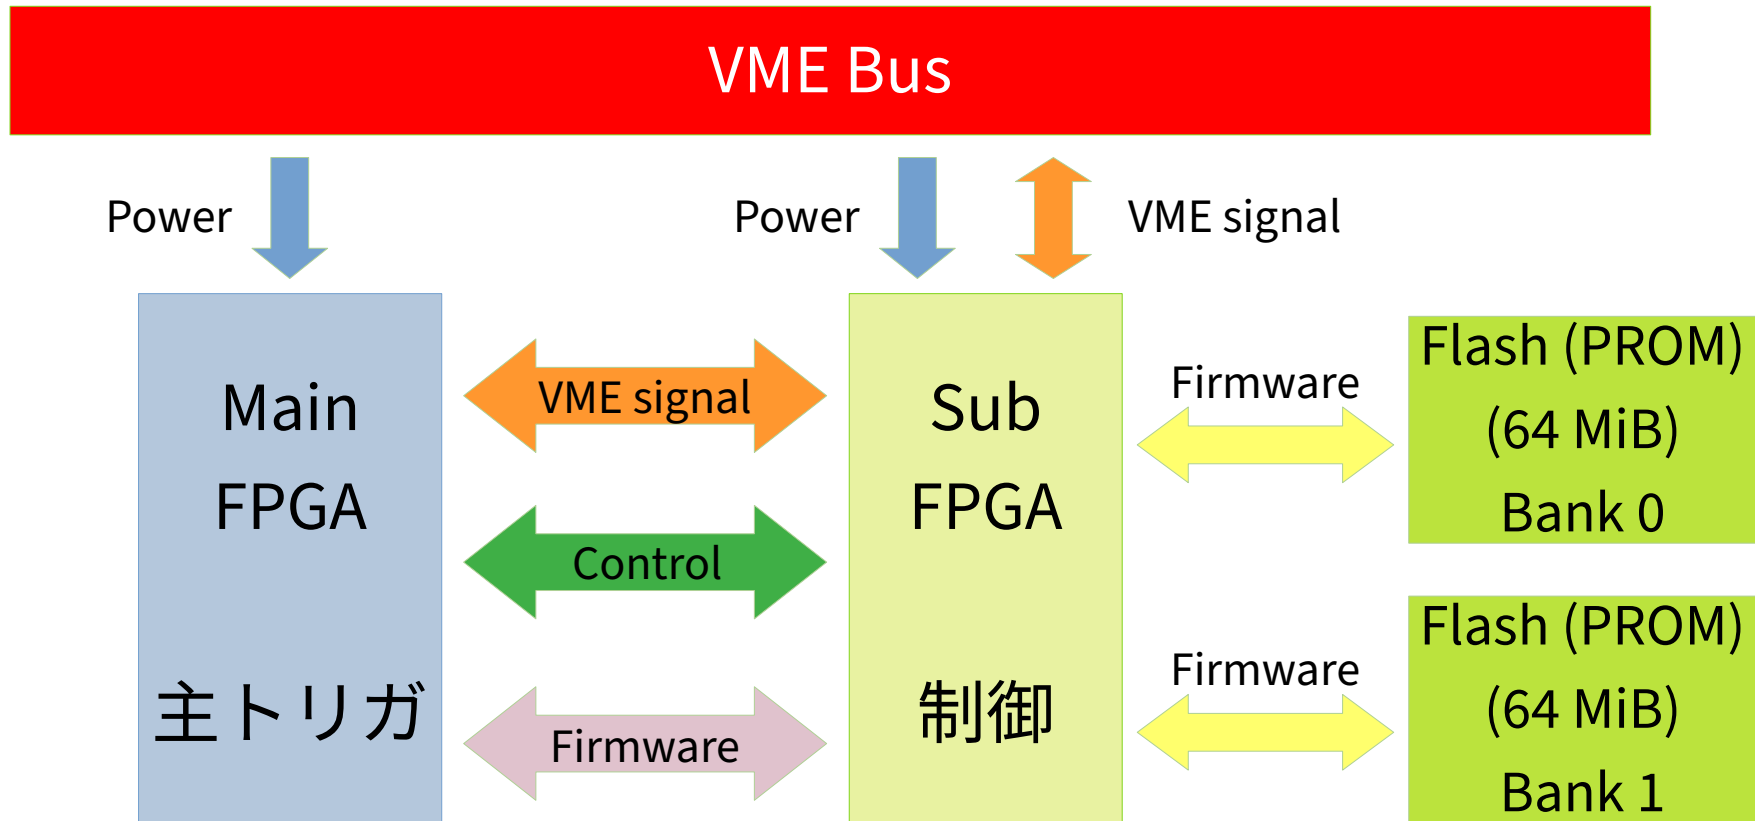 VME Bus
Power
Power
VME signal
Main
FPGA
主トリガ
VME signal
Control
Firmware
Sub
FPGA
制御
Firmware
Firmware
Flash (PROM)
(64 MiB)
Bank 0
Flash (PROM)
(64 MiB)
Bank 1